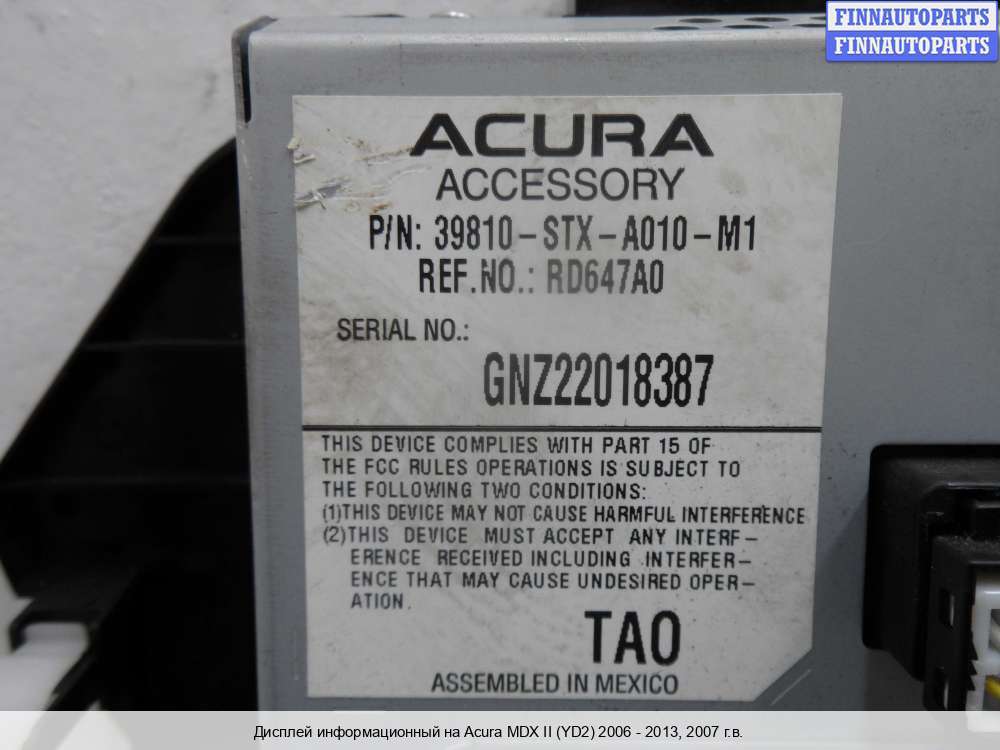 FINNAUTOPARTS
FINNAUTOPARTS
ACURA
ACCESSORY
P/N: 39810-STX-A010-M1
REF.NO.: RD647A0
SERIAL NO.:
GNZ22018387
THIS DEVICE COMPLIES WITH PART 15 OF
THE FCC RULES OPERATIONS IS SUBJECT TO
THE FOLLOWING TWO CONDITIONS:
(1)THIS DEVICE MAY NOT CAUSE HARMFUL INTERFERENCE
(2)THIS DEVICE MUST ACCEPT ANY INTERF-
ERENCE RECEIVED INCLUDING INTERFER-
ENCE THAT MAY CAUSE UNDESIRED OPER-
ATION.
TA0
ASSEMBLED IN MEXICO
Дисплей информационный на Acura MDX II (YD2) 2006 - 2013, 2007 г.в.